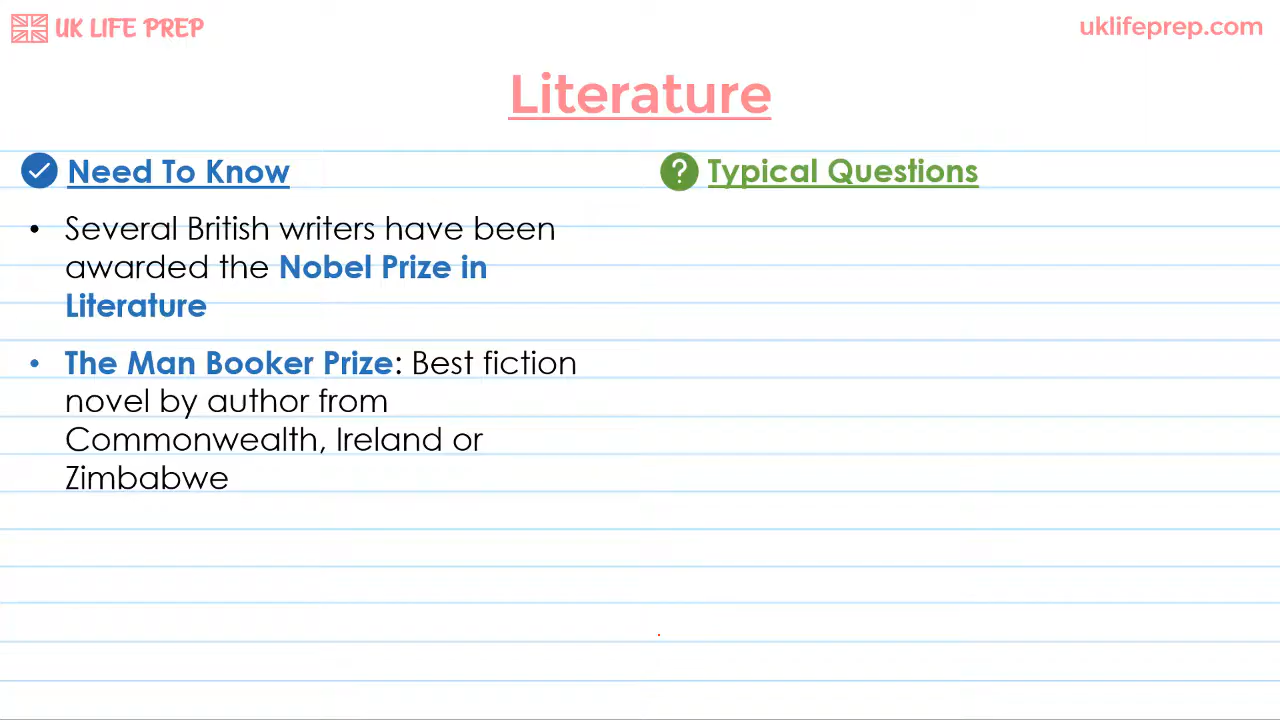 UK LIFE PREP
uklifeprep.com
Literature
Need To Know
• Several British writers have been
awarded the Nobel Prize in
Literature
• The Man Booker Prize: Best fiction
novel by author from
Commonwealth, Ireland or
Zimbabwe
Typical Questions